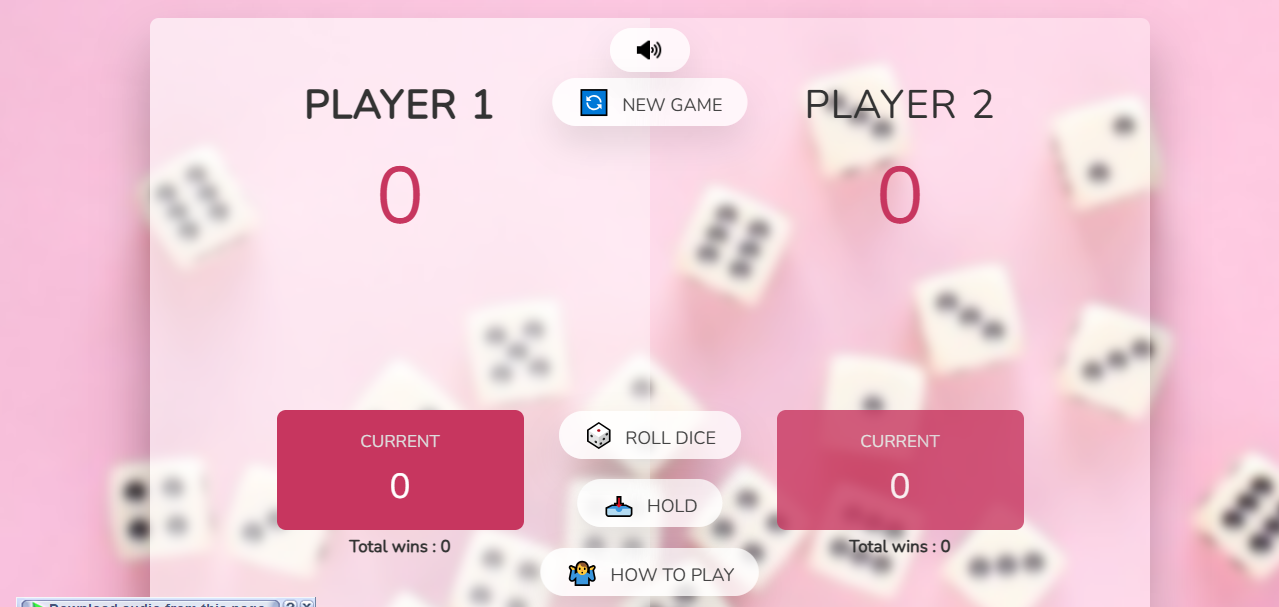 NEW GAME
PLAYER 1
PLAYER 2
0
0
CURRENT
0
CURRENT
0
ROLL DICE
HOLD
Total wins : 0
Total wins : 0
HOW TO PLAY
Download audio from this page
?
X